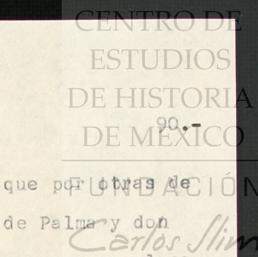 CENTRO DE
ESTUDIOS
DE HISTORIA
90.-
DE MÉXICO
que por obras de
FUNDACIÓN
de Palma y don
Carlos Slim